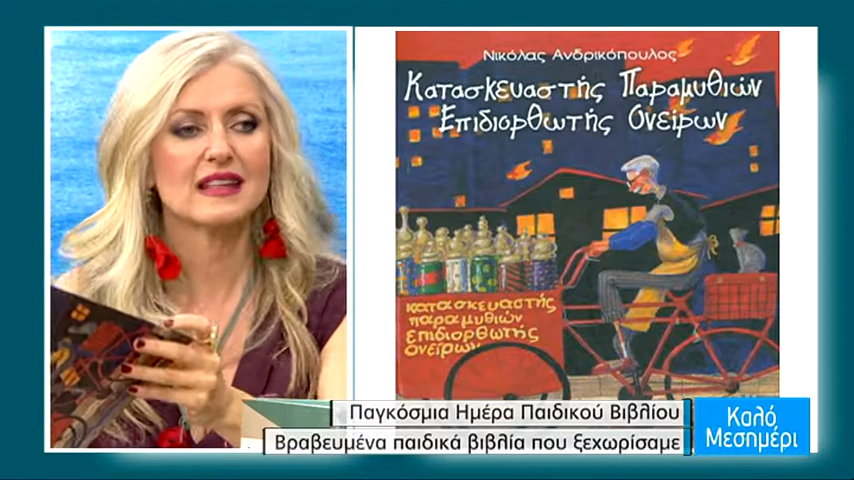 Νικόλας Ανδρικόπουλος
Κατασκευαστής Παραμυθιών
Επιδιορθωτής Ονείρων
κατασκευαστής
παραμυθιών
επιδιορθωτής
ονείρων
Παγκόσμια Ημέρα Παιδικού Βιβλίου
Βραβευμένα παιδικά βιβλία που ξεχωρίσαμε
Καλό
Μεσημέρι